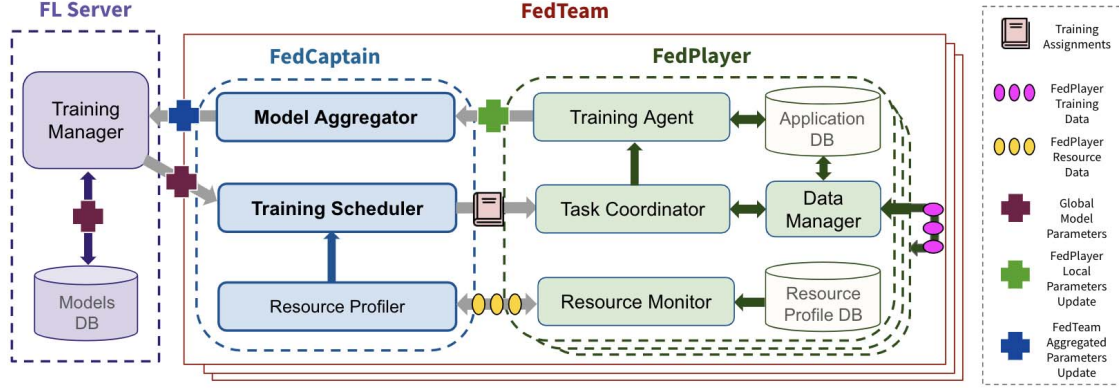 FL Server
FedTeam
FedCaptain
FedPlayer
Training
Manager
Models
DB
Model Aggregator
Training Scheduler
Resource Profiler
Training Agent
Task Coordinator
Resource Monitor
Application
DB
Data
Manager
Resource
Profile DB
Training
Assignments
FedPlayer
Training
Data
FedPlayer
Resource
Data
Global
Model
Parameters
FedPlayer
Local
Parameters
Update
FedTeam
Aggregated
Parameters
Update